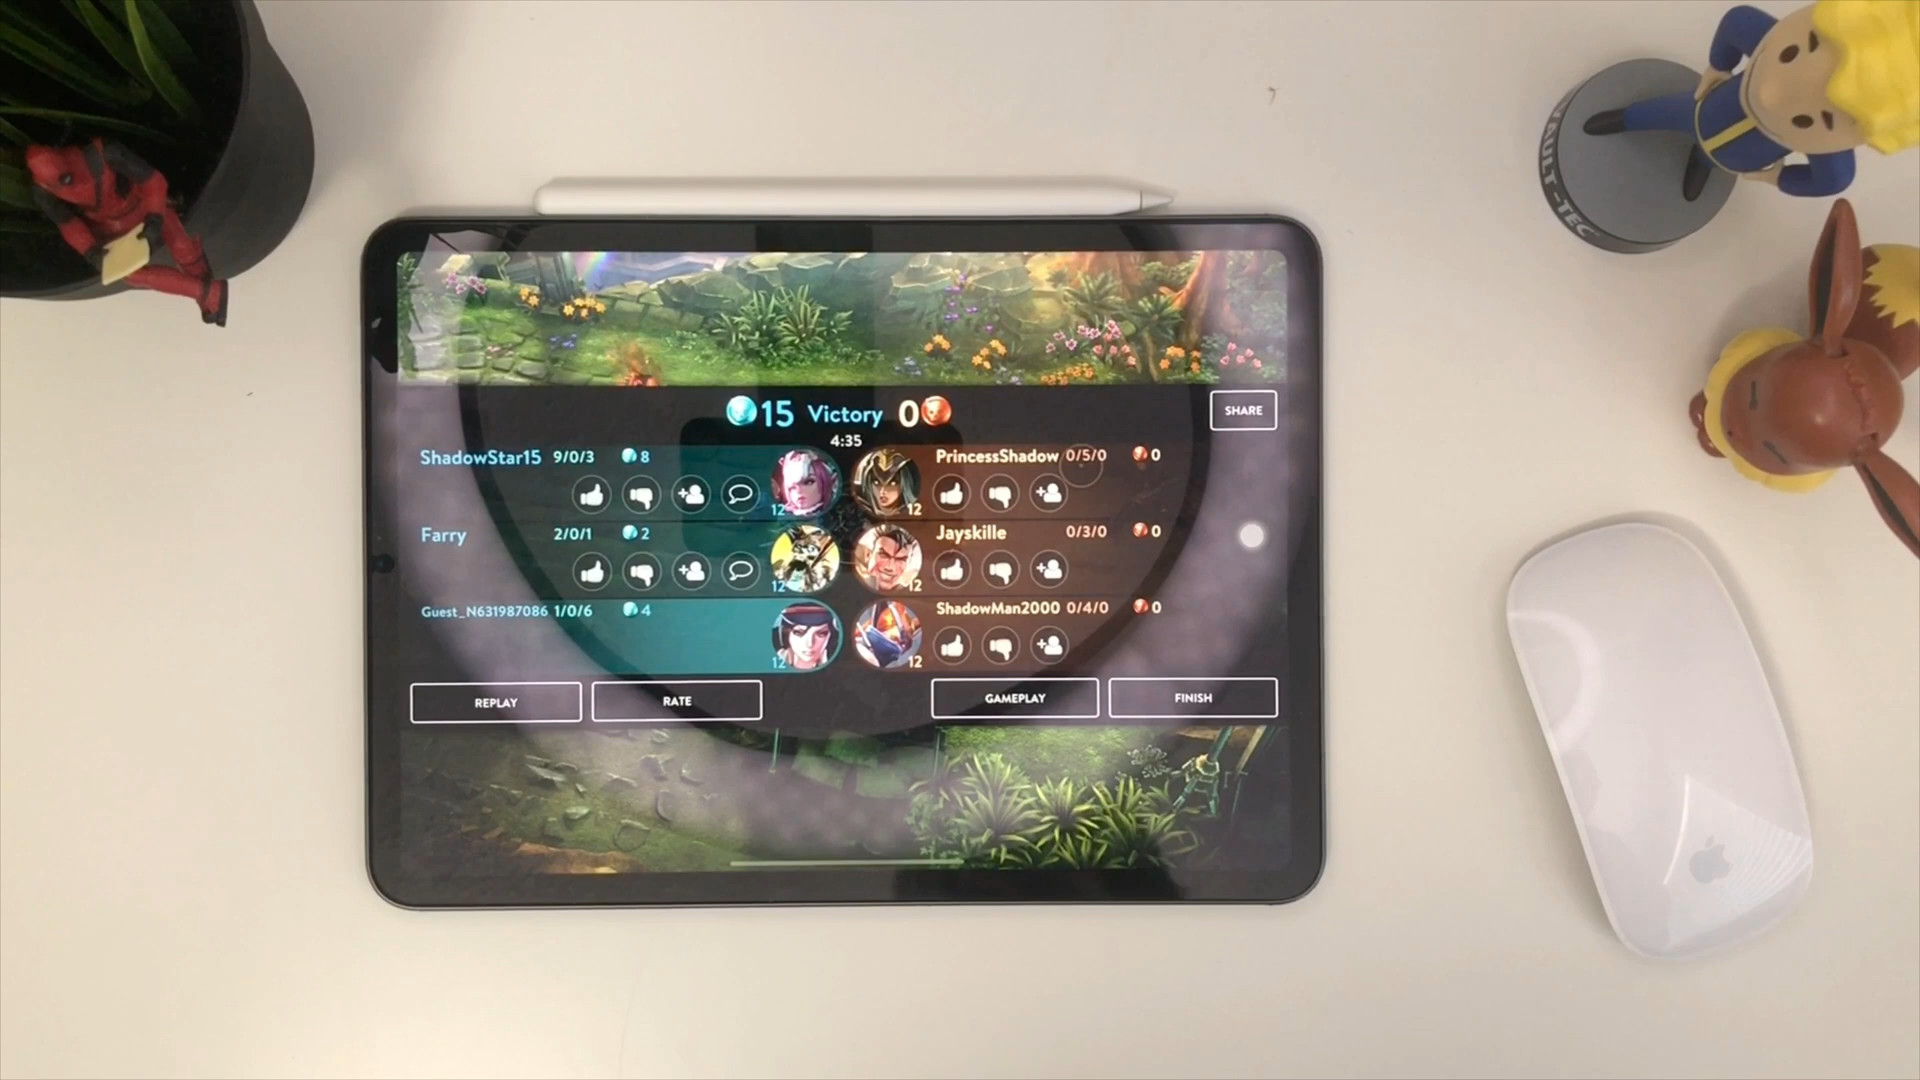 VAULT-TEC
15 Victory 0
SHARE
4:35
ShadowStar15 9/0/3 8
PrincessShadow 0/5/0 0
12 12
Farry 2/0/1 2
Jayskille 0/3/0 0
12 12
Guest_N631987086 1/0/6 4
ShadowMan2000 0/4/0 0
12 12
REPLAY RATE GAMEPLAY FINISH